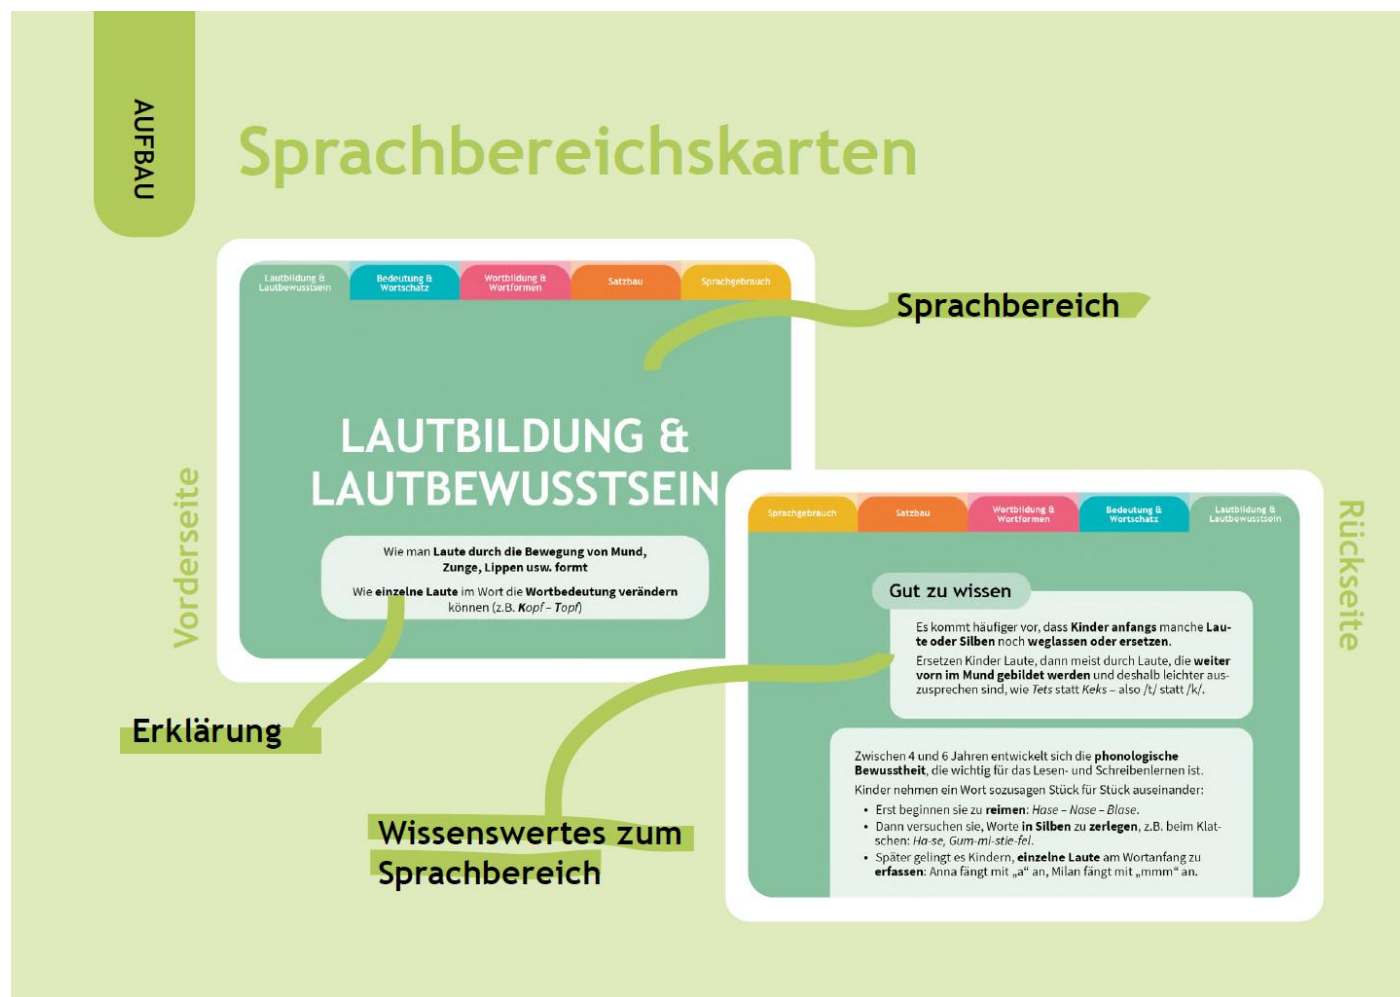 AUFBAU
Sprachbereichskarten
Vorderseite
Lautbildung &
Lautbewusstsein
Bedeutung &
Wortschatz
Wortbildung &
Wortformen
Satzbau
Sprachgebrauch
Sprachbereich
LAUTBILDUNG &
LAUTBEWUSSTSEIN
Wie man Laute durch die Bewegung von Mund,
Zunge, Lippen usw. formt
Wie einzelne Laute im Wort die Wortbedeutung verändern
können (z.B. Kopf – Topf)
Erklärung
Rückseite
Sprachgebrauch
Satzbau
Wortbildung &
Wortformen
Bedeutung &
Wortschatz
Lautbildung &
Lautbewusstsein
Gut zu wissen
Es kommt häufiger vor, dass Kinder anfangs manche Lau-
te oder Silben noch weglassen oder ersetzen.
Ersetzen Kinder Laute, dann meist durch Laute, die weiter
vorn im Mund gebildet werden und deshalb leichter aus-
zusprechen sind, wie Tets statt Keks – also /t/ statt /k/.
Zwischen 4 und 6 Jahren entwickelt sich die phonologische
Bewusstheit, die wichtig für das Lesen- und Schreibenlernen ist.
Kinder nehmen ein Wort sozusagen Stück für Stück auseinander:
• Erst beginnen sie zu reimen: Hase – Nase – Blase.
• Dann versuchen sie, Worte in Silben zu zerlegen, z.B. beim Klat-
schen: Ha-se, Gum-mi-stie-fel.
• Später gelingt es Kindern, einzelne Laute am Wortanfang zu
erfassen: Anna fängt mit „a“ an, Milan fängt mit „mmm“ an.
Wissenswertes zum
Sprachbereich